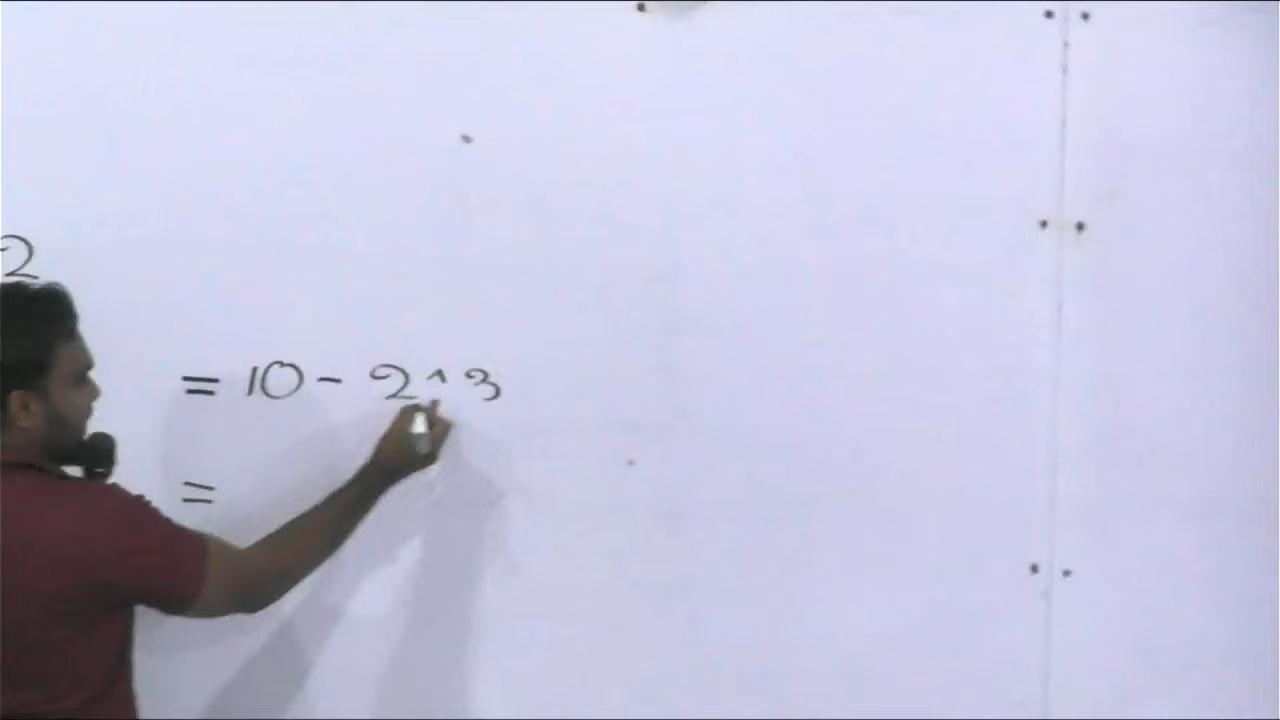 2
= 10 - 2 ^ 3
=